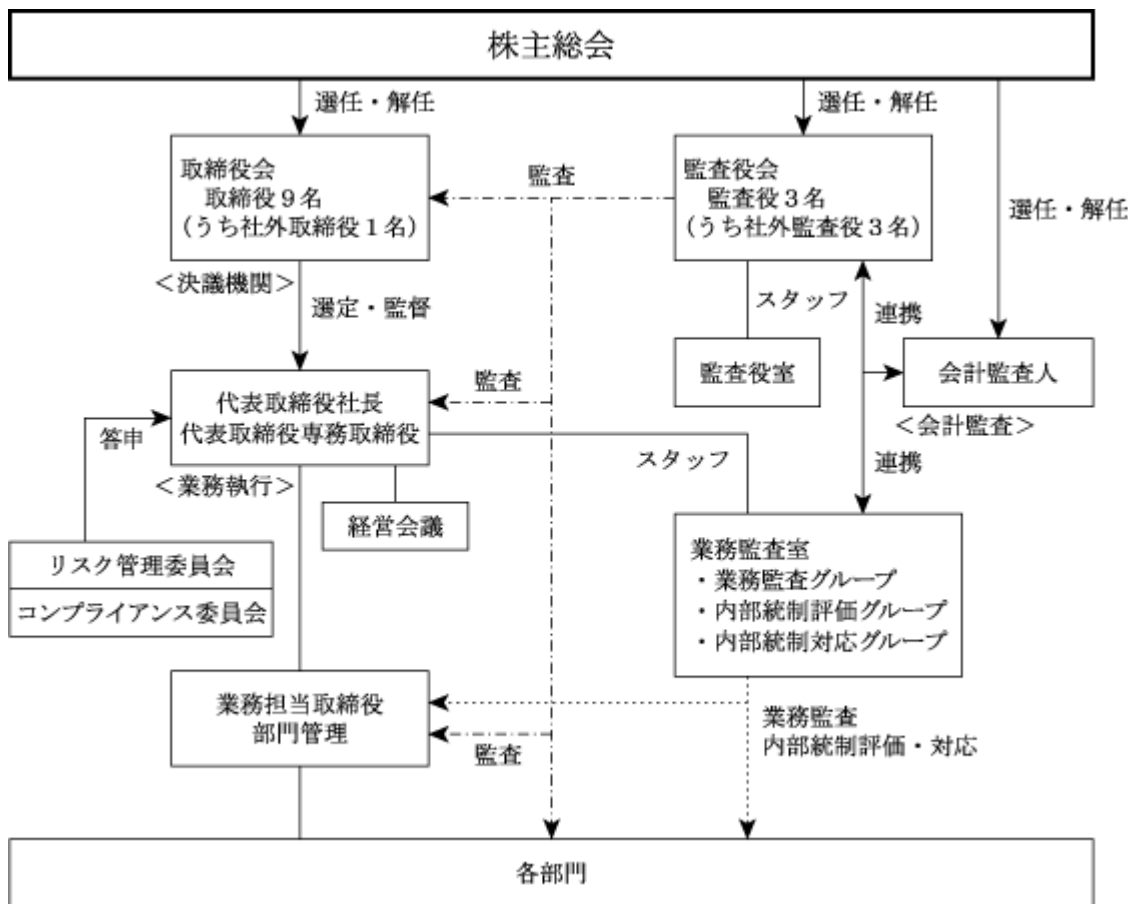 株主総会
選任・解任
選任・解任
取締役会
取締役9名
(うち社外取締役1名)
監査
監査役会
監査役3名
(うち社外監査役3名)
選任・解任
<決議機関>
選定・監督
スタッフ
連携
監査役室
会計監査人
<会計監査>
監査
代表取締役社長
代表取締役専務取締役
答申
<業務執行>
スタッフ
連携
経営会議
リスク管理委員会
コンプライアンス委員会
業務監査室
・業務監査グループ
・内部統制評価グループ
・内部統制対応グループ
業務担当取締役
部門管理
監査
業務監査
内部統制評価・対応
各部門